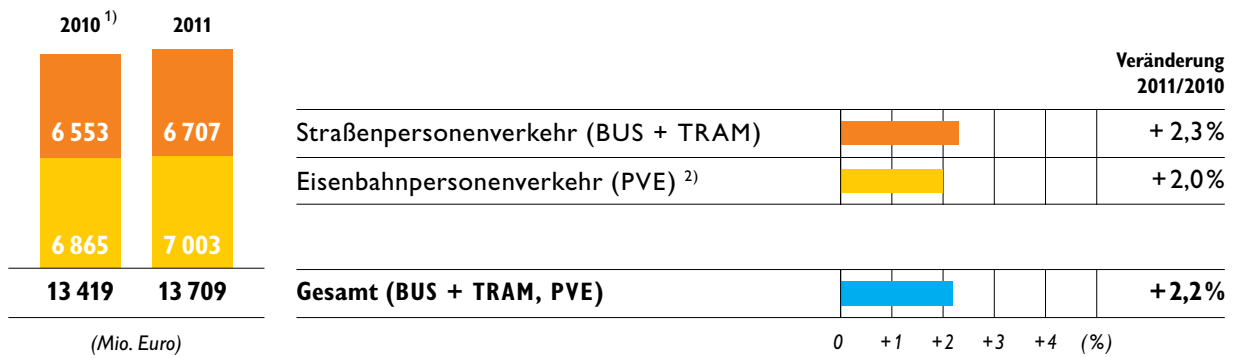 2010 1) 2011
Veränderung
2011/2010
6 553 6 707 Straßenpersonenverkehr (BUS + TRAM) + 2,3 %
Eisenbahnpersonenverkehr (PVE) 2) + 2,0 %
6 865 7 003
13 419 13 709 Gesamt (BUS + TRAM, PVE) + 2,2 %
(Mio. Euro) 0 +1 +2 +3 +4 (%)